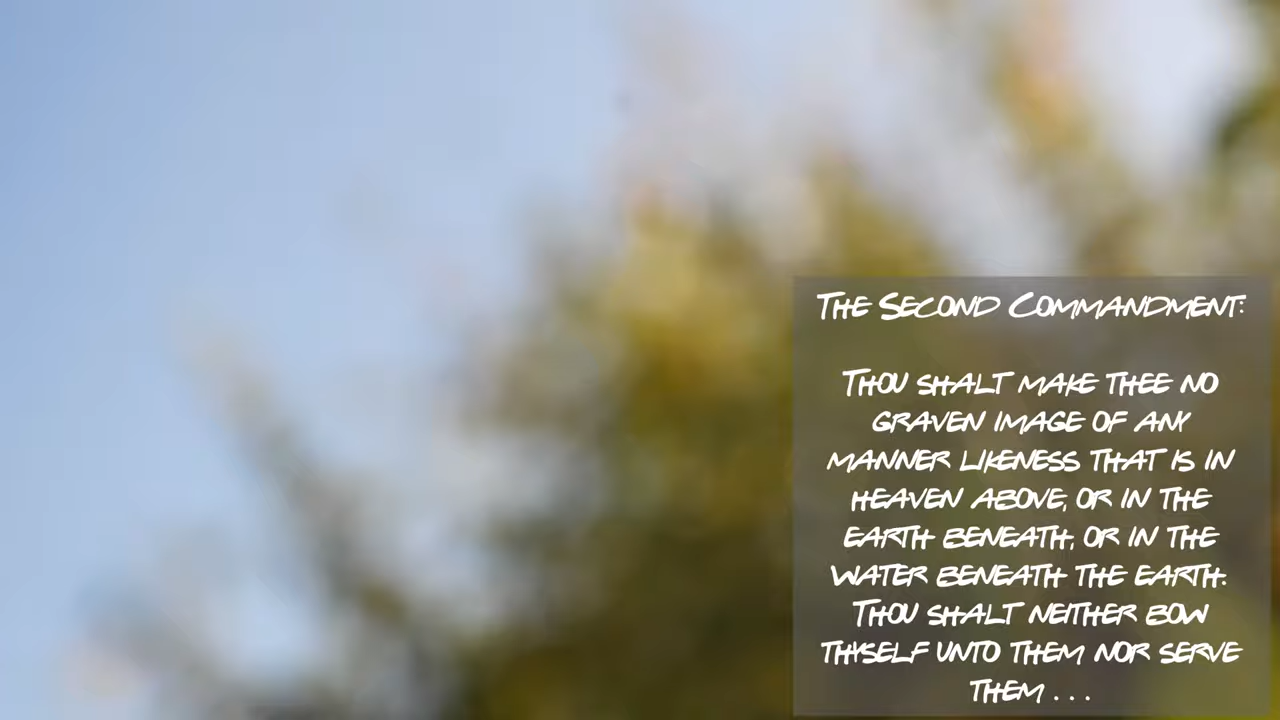 The Second Commandment:
Thou shalt make thee no
graven image of any
manner likeness that is in
heaven above, or in the
earth beneath, or in the
water beneath the earth:
Thou shalt neither bow
thyself unto them nor serve
them . . .